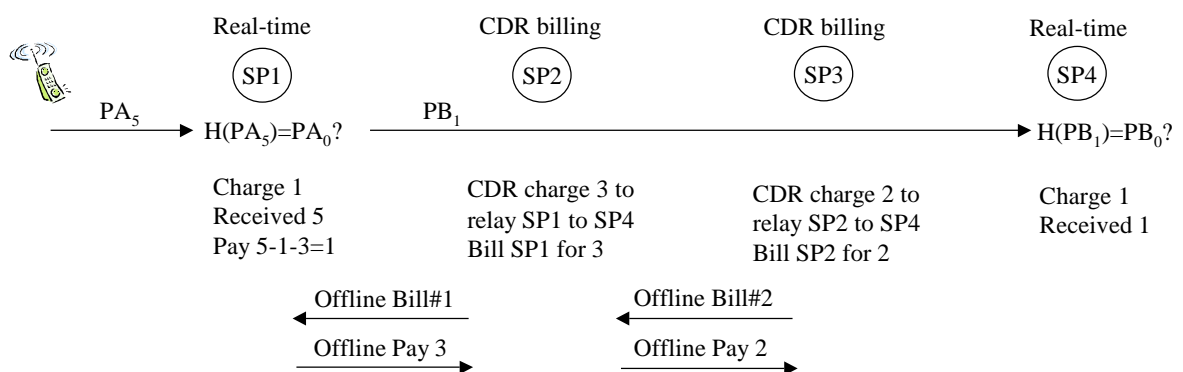 Real-time CDR billing CDR billing Real-time
SP1 SP2 SP3 SP4
PA₅ H(PA₅)=PA₀? PB₁ H(PB₁)=PB₀?
Charge 1
Received 5
Pay 5-1-3=1
CDR charge 3 to
relay SP1 to SP4
Bill SP1 for 3
CDR charge 2 to
relay SP2 to SP4
Bill SP2 for 2
Charge 1
Received 1
Offline Bill#1 Offline Bill#2
Offline Pay 3 Offline Pay 2